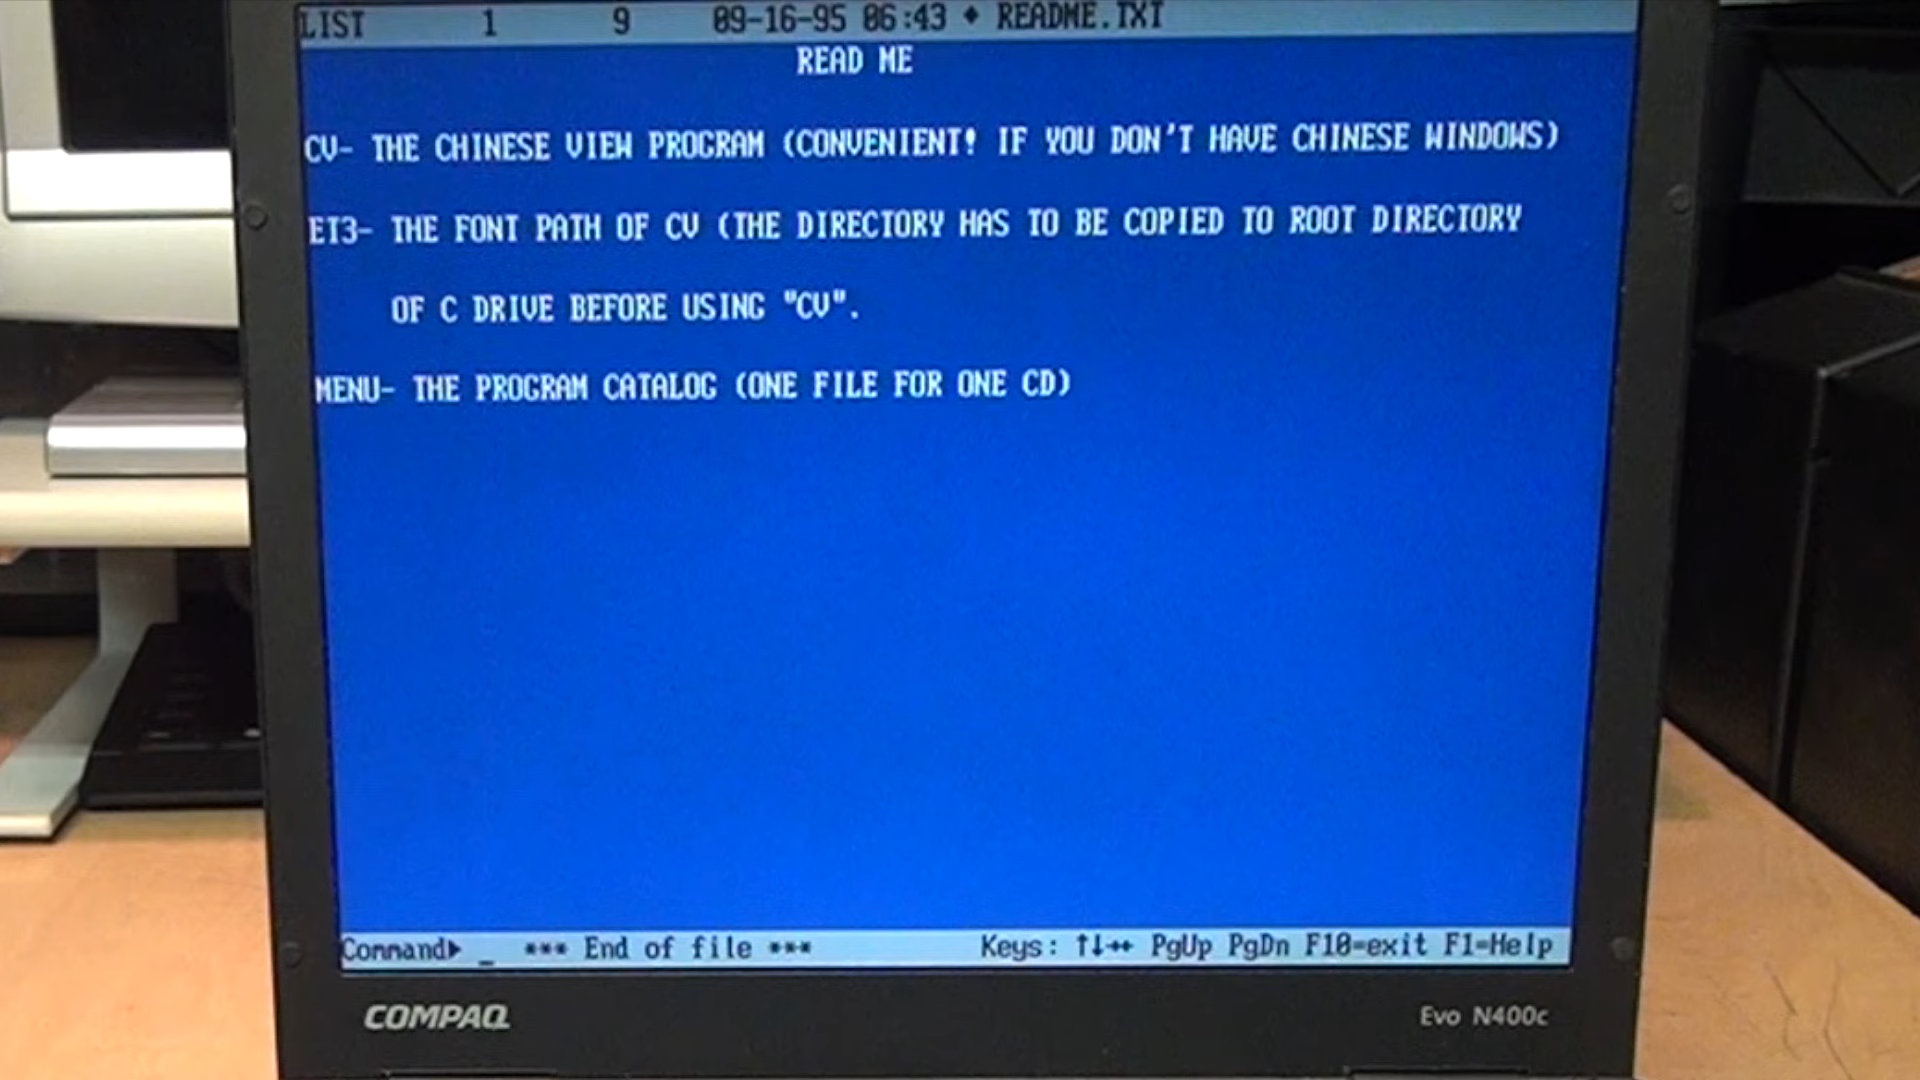 LIST 1 9 09-16-95 06:43 ♦ README.TXT
READ ME
CV- THE CHINESE VIEW PROGRAM (CONVENIENT! IF YOU DON'T HAVE CHINESE WINDOWS)
ET3- THE FONT PATH OF CV (THE DIRECTORY HAS TO BE COPIED TO ROOT DIRECTORY
OF C DRIVE BEFORE USING "CV".
MENU- THE PROGRAM CATALOG (ONE FILE FOR ONE CD)
Command► _ *** End of file *** Keys: ↑↓→← PgUp PgDn F10=exit F1=Help
COMPAQ
Evo N400c